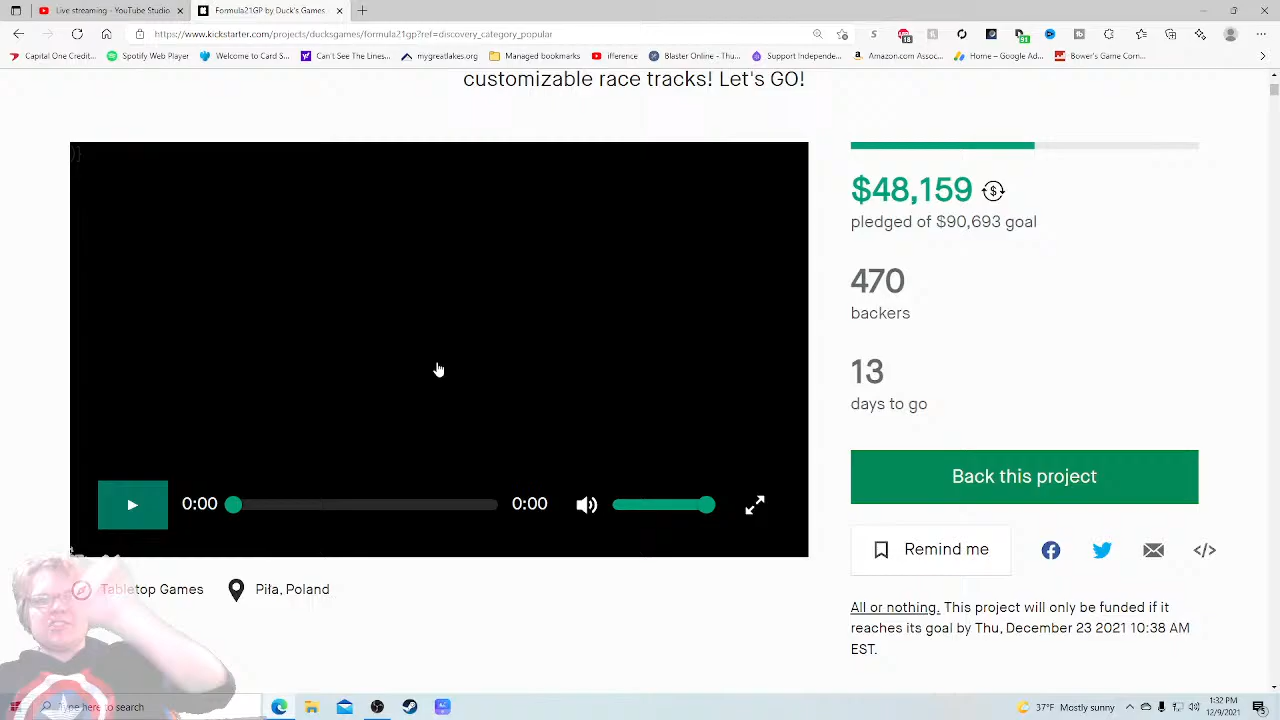 Live streaming - YouTube Studio
Formula21GP by Duck's Games
https://www.kickstarter.com/projects/ducksgames/formula21gp?ref=discovery_category_popular
Capital One Credit...
Spotify Web Player
Welcome Card S...
Can't See The Lines...
mygreatlakes.org
Managed bookmarks
ifference
Blaster Online - Thu...
Support Independe...
Amazon.com Assoc...
Home - Google Ad...
Bower's Game Corn...
customizable race tracks! Let's GO!
)}
$48,159
pledged of $90,693 goal
470
backers
13
days to go
0:00
0:00
Back this project
Remind me
Tabletop Games
Piła, Poland
All or nothing. This project will only be funded if it
reaches its goal by Thu, December 23 2021 10:38 AM
EST.
Type here to search
37°F Mostly sunny
1:32 PM
12/9/2021